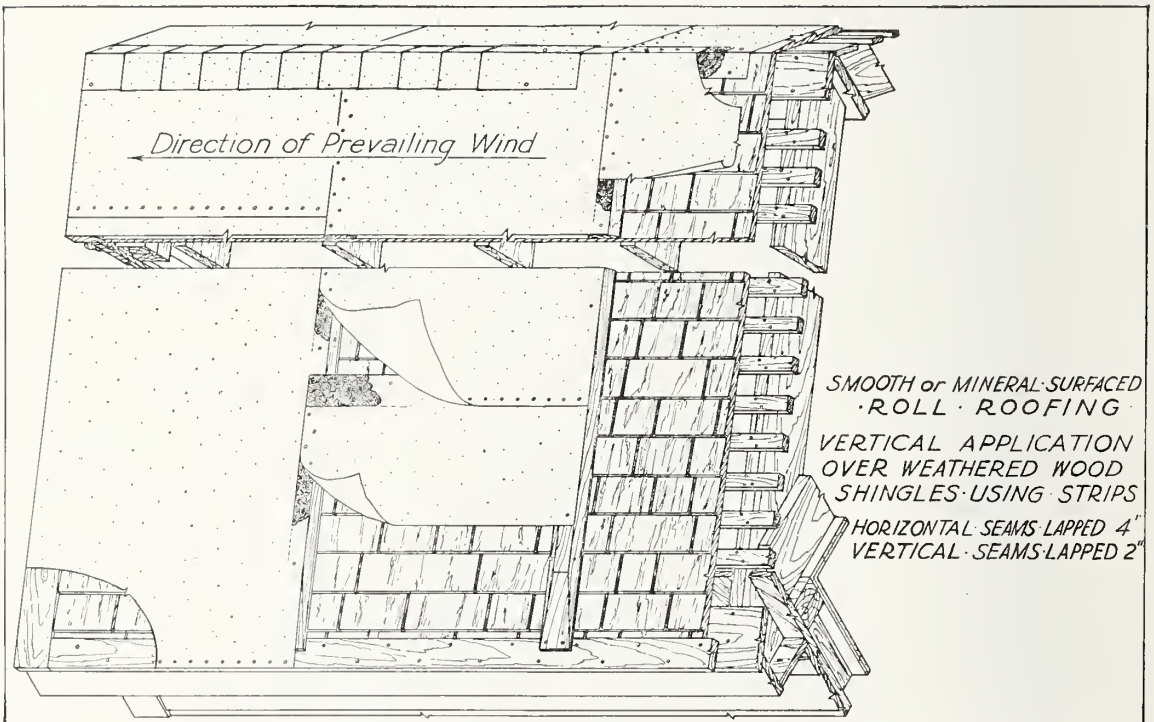 Direction of Prevailing Wind
SMOOTH or MINERAL·SURFACED
·ROLL·ROOFING
VERTICAL APPLICATION
OVER WEATHERED WOOD
SHINGLES·USING STRIPS
HORIZONTAL·SEAMS·LAPPED 4"
VERTICAL·SEAMS·LAPPED 2"